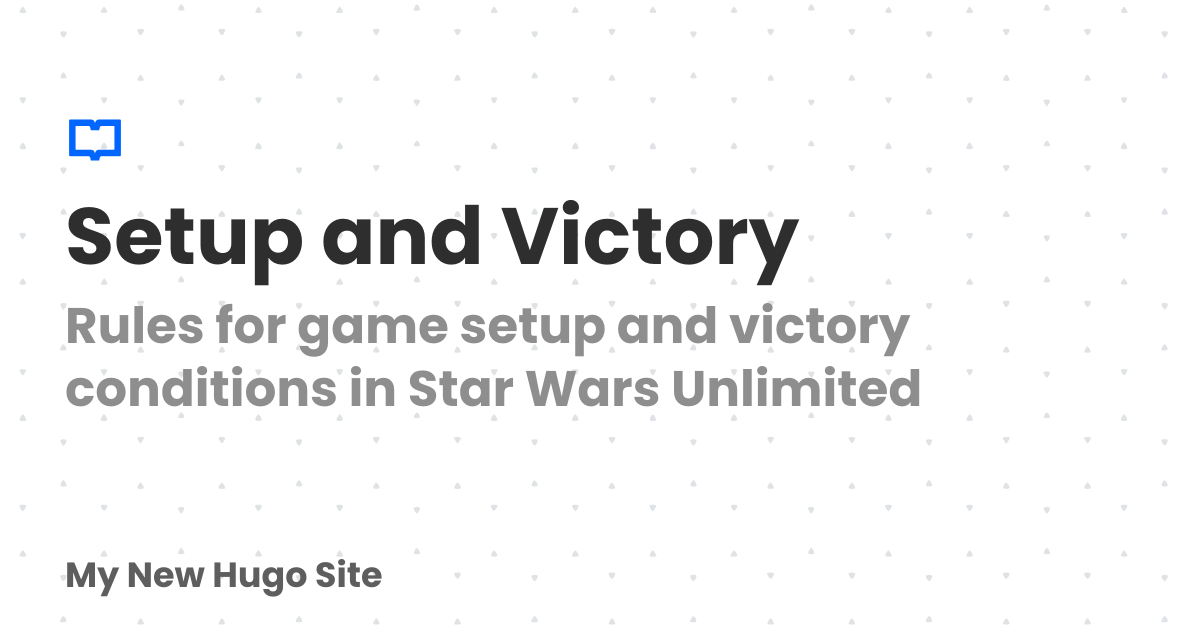 Setup and Victory
Rules for game setup and victory
conditions in Star Wars Unlimited
My New Hugo Site